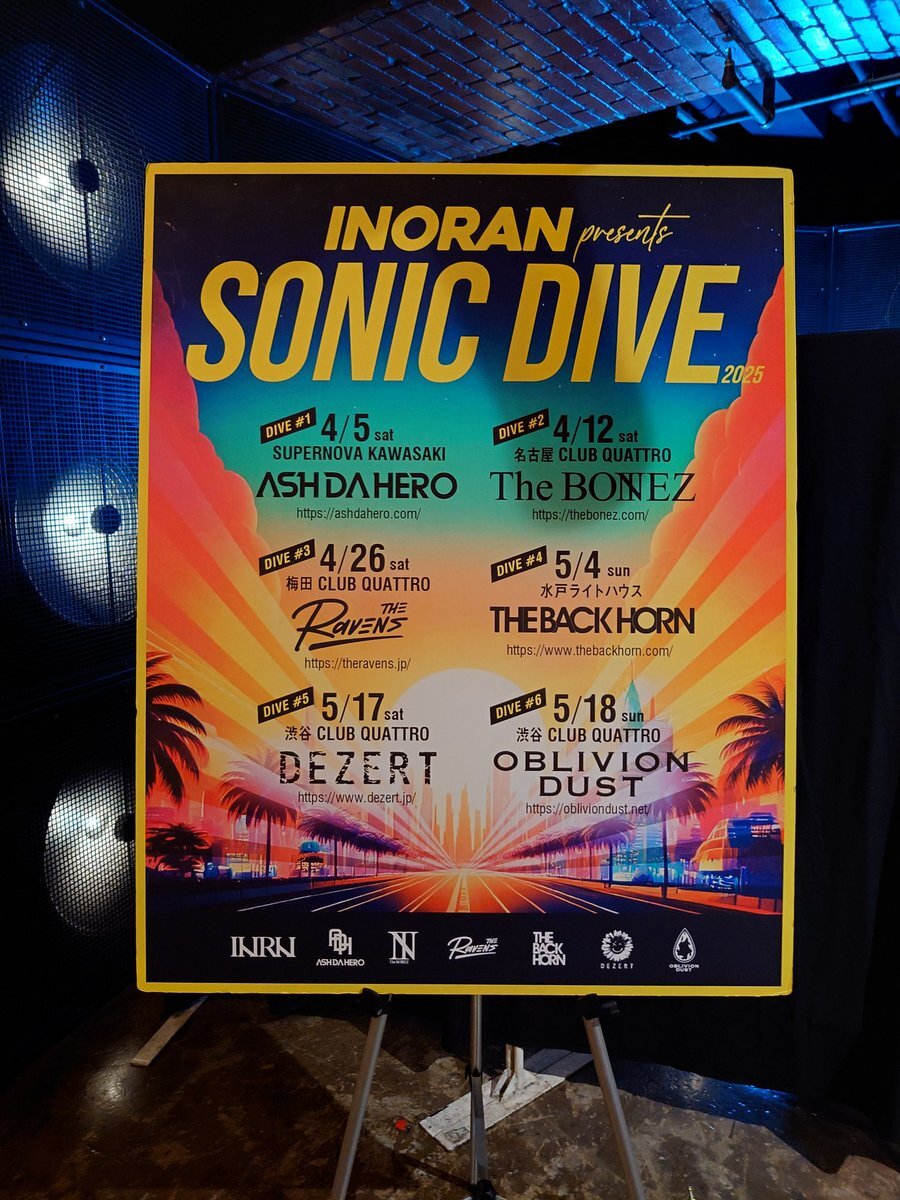 INORAN presents
SONIC DIVE 2025
DIVE #1 4/5 sat
SUPERNOVA KAWASAKI
ASH DA HERO
https://ashdahero.com/
DIVE #2 4/12 sat
名古屋 CLUB QUATTRO
The BONEZ
https://thebonez.com/
DIVE #3 4/26 sat
梅田 CLUB QUATTRO
THE RAVENS
https://theravens.jp/
DIVE #4 5/4 sun
水戸ライトハウス
THE BACK HORN
https://www.thebackhorn.com/
DIVE #5 5/17 sat
渋谷 CLUB QUATTRO
DEZERT
https://www.dezert.jp/
DIVE #6 5/18 sun
渋谷 CLUB QUATTRO
OBLIVION
DUST
https://obliviondust.net/
INRN
ASH DA HERO
The BONEZ
THE RAVENS
THE
BACK
HORN
DEZERT
OBLIVION
DUST